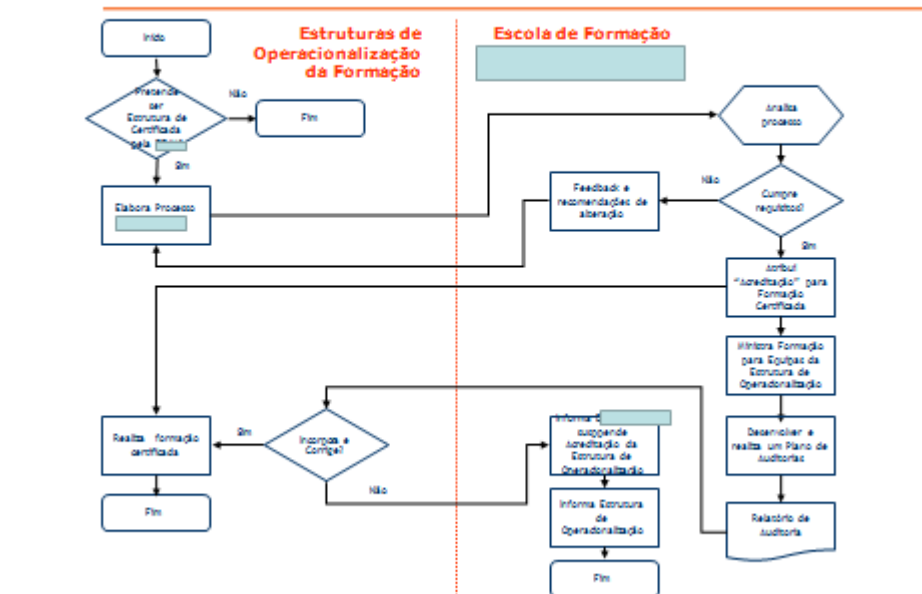 Estruturas de
Operacionalização
da Formação
Escola de Formação
Início
Pretende
ser
Estrutura de
Certificada
pela
Não
Fim
Sim
Elabora Processo
Analisa
processo
Não
Cumpre
requisitos?
Feedback e
recomendações de
alteração
Sim
Atribui
"Acreditação" para
Formação
Certificada
Ministra Formação
para Equipas da
Estrutura de
Operacionalização
Realiza formação
certificada
Sim
Incorpora e
Corrige?
Não
Informa
suspende
Acreditação da
Estrutura de
Operacionalização
Desenvolver e
realiza um Plano de
Auditorias
Fim
Informa Estrutura
de
Operacionalização
Relatório de
Auditoria
Fim